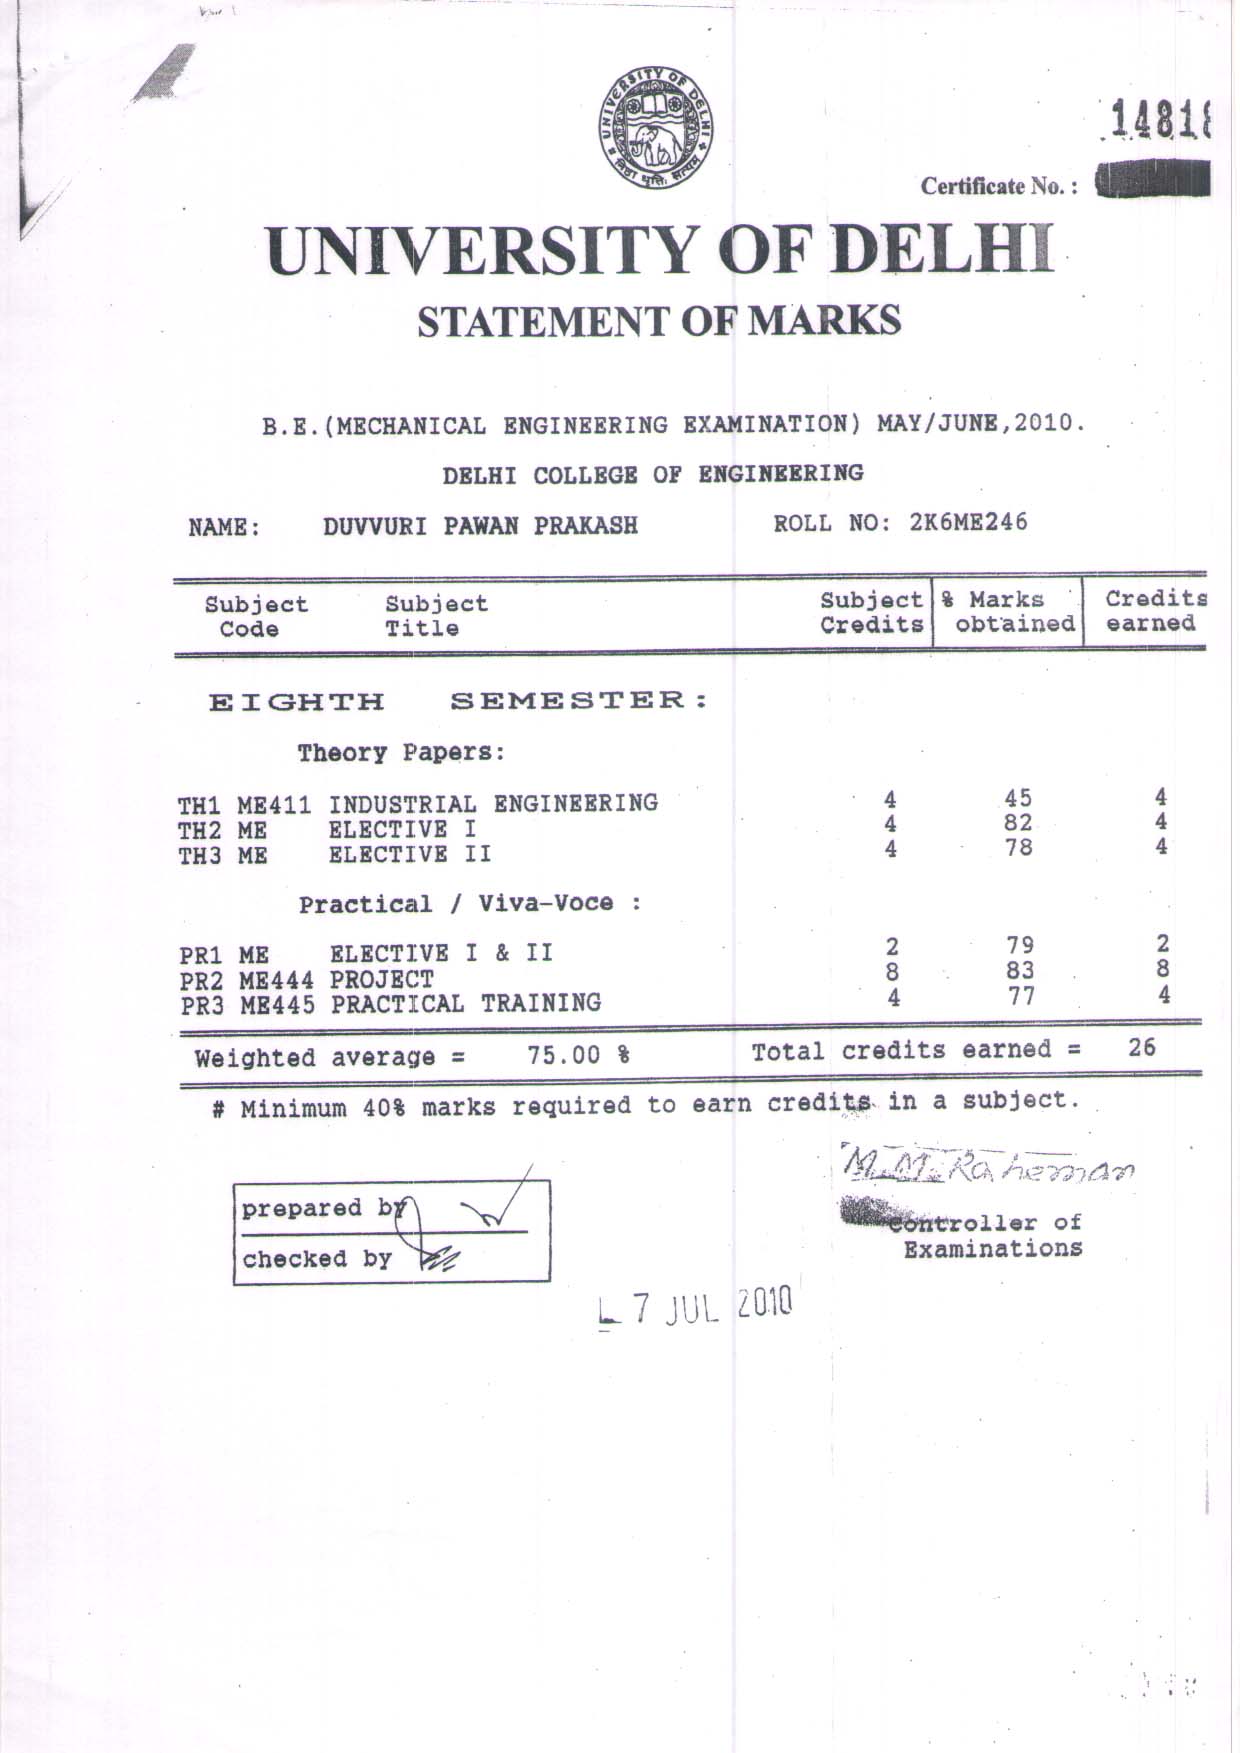 UNIVERSITY OF DELHI
निष्ठा धृति: सत्यम्
14818
Certificate No. :
UNIVERSITY OF DELHI
STATEMENT OF MARKS
B.E.(MECHANICAL ENGINEERING EXAMINATION) MAY/JUNE,2010.
DELHI COLLEGE OF ENGINEERING
NAME: DUVVURI PAWAN PRAKASH ROLL NO: 2K6ME246
Subject Subject Subject % Marks Credits
Code Title Credits obtained earned
EIGHTH SEMESTER:
Theory Papers:
TH1 ME411 INDUSTRIAL ENGINEERING 4 45 4
TH2 ME ELECTIVE I 4 82 4
TH3 ME ELECTIVE II 4 78 4
Practical / Viva-Voce :
PR1 ME ELECTIVE I & II 2 79 2
PR2 ME444 PROJECT 8 83 8
PR3 ME445 PRACTICAL TRAINING 4 77 4
Weighted average = 75.00 % Total credits earned = 26
# Minimum 40% marks required to earn credits in a subject.
M.M.Raheman
prepared by
Controller of
checked by
Examinations
7 JUL 2010